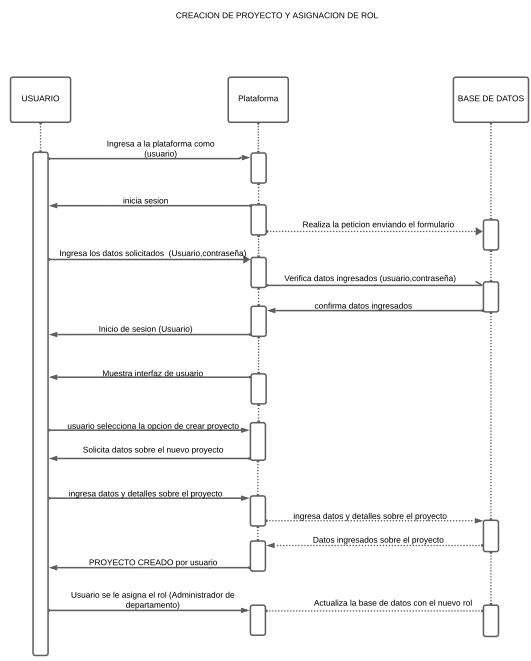 CREACION DE PROYECTO Y ASIGNACION DE ROL
USUARIO
Plataforma
BASE DE DATOS
Ingresa a la plataforma como
(usuario)
inicia sesion
Realiza la peticion enviando el formulario
Ingresa los datos solicitados (Usuario,contraseña)
Verifica datos ingresados (usuario,contraseña)
confirma datos ingresados
Inicio de sesion (Usuario)
Muestra interfaz de usuario
usuario selecciona la opcion de crear proyecto
Solicita datos sobre el nuevo proyecto
ingresa datos y detalles sobre el proyecto
ingresa datos y detalles sobre el proyecto
Datos ingresados sobre el proyecto
PROYECTO CREADO por usuario
Usuario se le asigna el rol (Administrador de
departamento)
Actualiza la base de datos con el nuevo rol